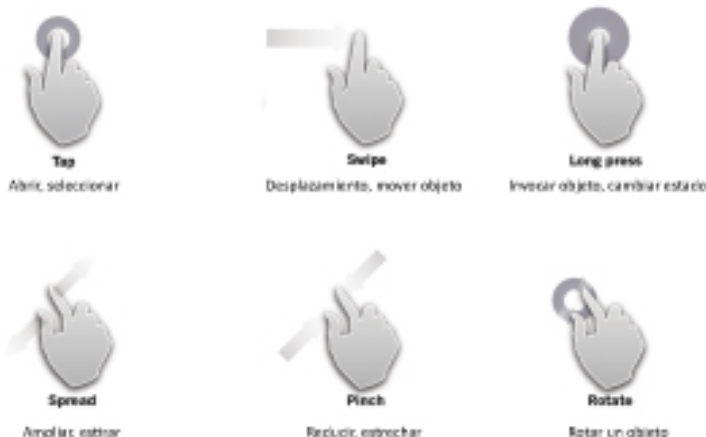 Tap
Abrir, seleccionar
Swipe
Desplazamiento, mover objeto
Long press
Invocar objeto, cambiar estado
Spread
Ampliar, estirar
Pinch
Reducir, estrechar
Rotate
Rotar un objeto